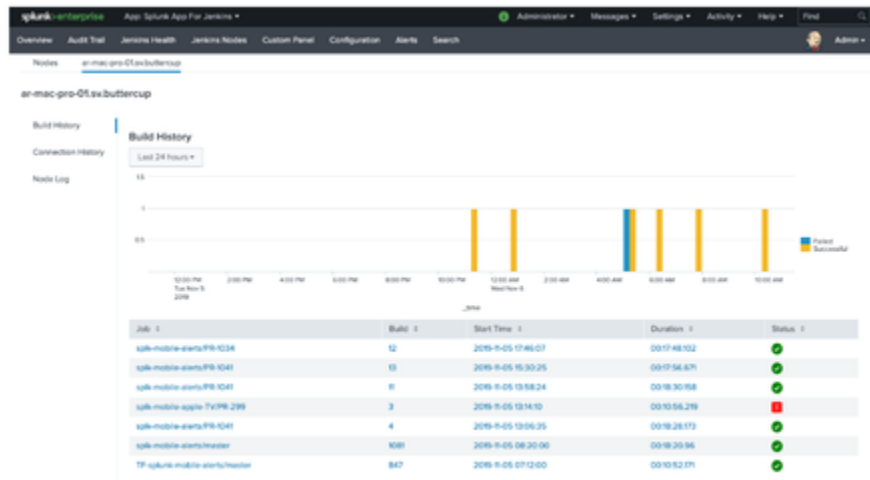 splunk>enterprise App: Splunk App For Jenkins Administrator Messages Settings Activity Help Find
Overview Audit Trail Jenkins Health Jenkins Nodes Custom Panel Configuration Alerts Search Admin
Nodes ar-mac-pro-01.sv.buttercup
ar-mac-pro-01.sv.buttercup
Build History
Connection History
Node Log
Build History
Last 24 hours
1.5
1
0.5
12:00 PM 2:00 PM 4:00 PM 6:00 PM 8:00 PM 10:00 PM 12:00 AM 2:00 AM 4:00 AM 6:00 AM 8:00 AM 10:00 AM
Tue Nov 5 Wed Nov 6
2019
_time
Failed
Successful
Job Build Start Time Duration Status
splk-mobile-alerts/PR-1034 12 2019-11-05 17:46:07 00:17:48.102
splk-mobile-alerts/PR-1041 13 2019-11-05 15:30:25 00:17:56.671
splk-mobile-alerts/PR-1041 11 2019-11-05 13:58:24 00:18:30.158
splk-mobile-apple-TV/PR-299 3 2019-11-05 13:14:10 00:10:56.219
splk-mobile-alerts/PR-1041 4 2019-11-05 13:06:35 00:18:28.173
splk-mobile-alerts/master 1081 2019-11-05 08:20:00 00:18:20.96
TF-splunk-mobile-alerts/master 847 2019-11-05 07:12:00 00:10:52.171